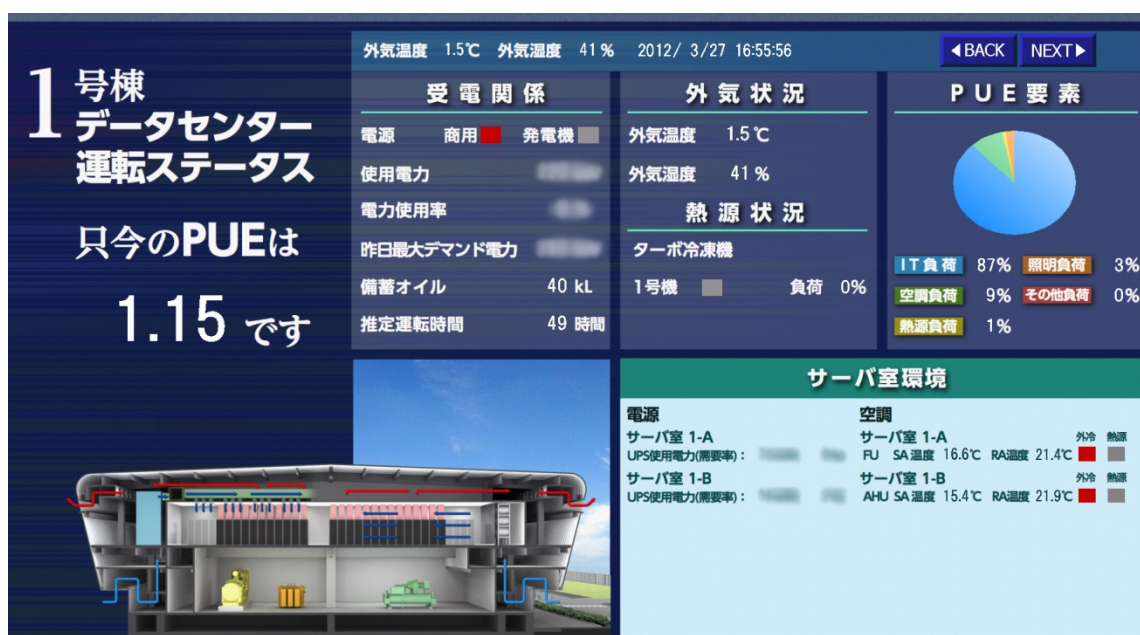 1号棟
データセンター
運転ステータス
只今のPUEは
1.15 です
外気温度 1.5℃ 外気湿度 41% 2012/ 3/27 16:55:56
◀BACK NEXT▶
受電関係
電源 商用 発電機
使用電力
電力使用率
昨日最大デマンド電力
備蓄オイル 40 kL
推定運転時間 49 時間
外気状況
外気温度 1.5℃
外気湿度 41%
熱源状況
ターボ冷凍機
1号機 負荷 0%
PUE要素
IT負荷 87% 照明負荷 3%
空調負荷 9% その他負荷 0%
熱源負荷 1%
サーバ室環境
電源
サーバ室 1-A
UPS使用電力(需要率)：
サーバ室 1-B
UPS使用電力(需要率)：
空調
サーバ室 1-A 外冷 熱源
FU SA温度 16.6℃ RA温度 21.4℃
サーバ室 1-B 外冷 熱源
AHU SA温度 15.4℃ RA温度 21.9℃